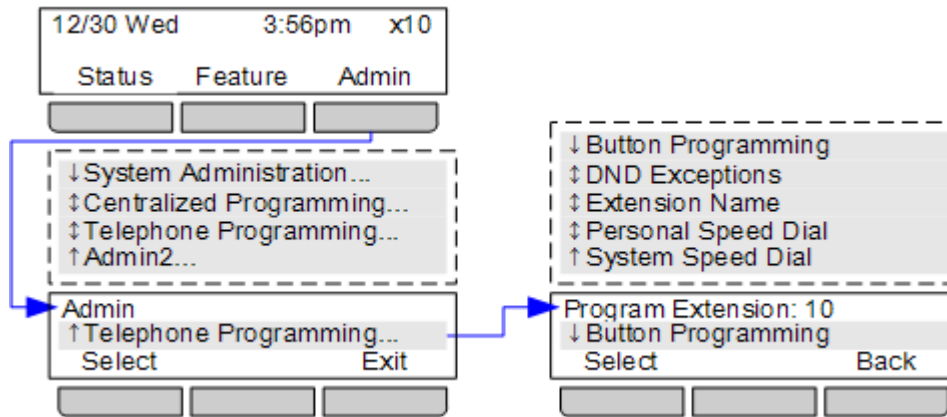 12/30 Wed 3:56pm x10
Status Feature Admin
↓System Administration...
↕Centralized Programming...
↕Telephone Programming...
↑Admin2...
Admin
↑Telephone Programming...
Select Exit
↓Button Programming
↕DND Exceptions
↕Extension Name
↕Personal Speed Dial
↑System Speed Dial
Program Extension: 10
↓Button Programming
Select Back